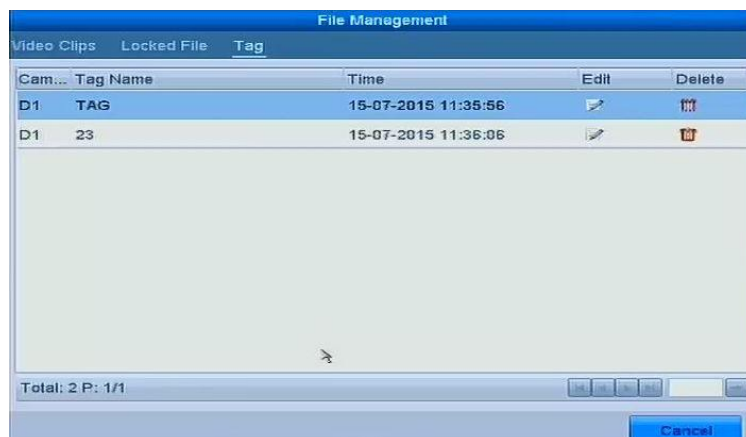 File Management
Video Clips Locked File Tag
Cam... Tag Name Time Edit Delete
D1 TAG 15-07-2015 11:35:56
D1 23 15-07-2015 11:36:06
Total: 2 P: 1/1
Cancel